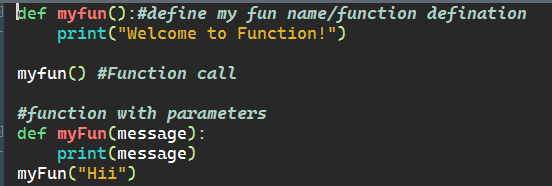 def myfun():#define my fun name/function defination
    print("Welcome to Function!")

myfun() #Function call

#function with parameters
def myFun(message):
    print(message)
myFun("Hii")